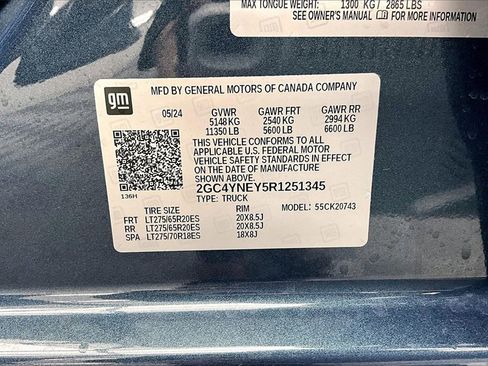 MAX TONGUE WEIGHT: 1300 KG / 2865 LBS
SEE OWNER'S MANUAL FOR MORE INFORMATION
gm
MFD BY GENERAL MOTORS OF CANADA COMPANY
05/24 GVWR GAWR FRT GAWR RR
5148 KG 2540 KG 2994 KG
11350 LB 5600 LB 6600 LB
THIS VEHICLE CONFORMS TO ALL APPLICABLE
U.S. FEDERAL MOTOR
VEHICLE SAFETY STANDARDS IN EFFECT ON THE DATE
OF MANUFACTURE SHOWN ABOVE.
2GC4YNEY5R1251345
136H TYPE: TRUCK MODEL: 55CK20743
TIRE SIZE RIM
FRT LT275/65R20ES 20X8.5J
RR LT275/65R20ES 20X8.5J
SPA LT275/70R18ES 18X8J